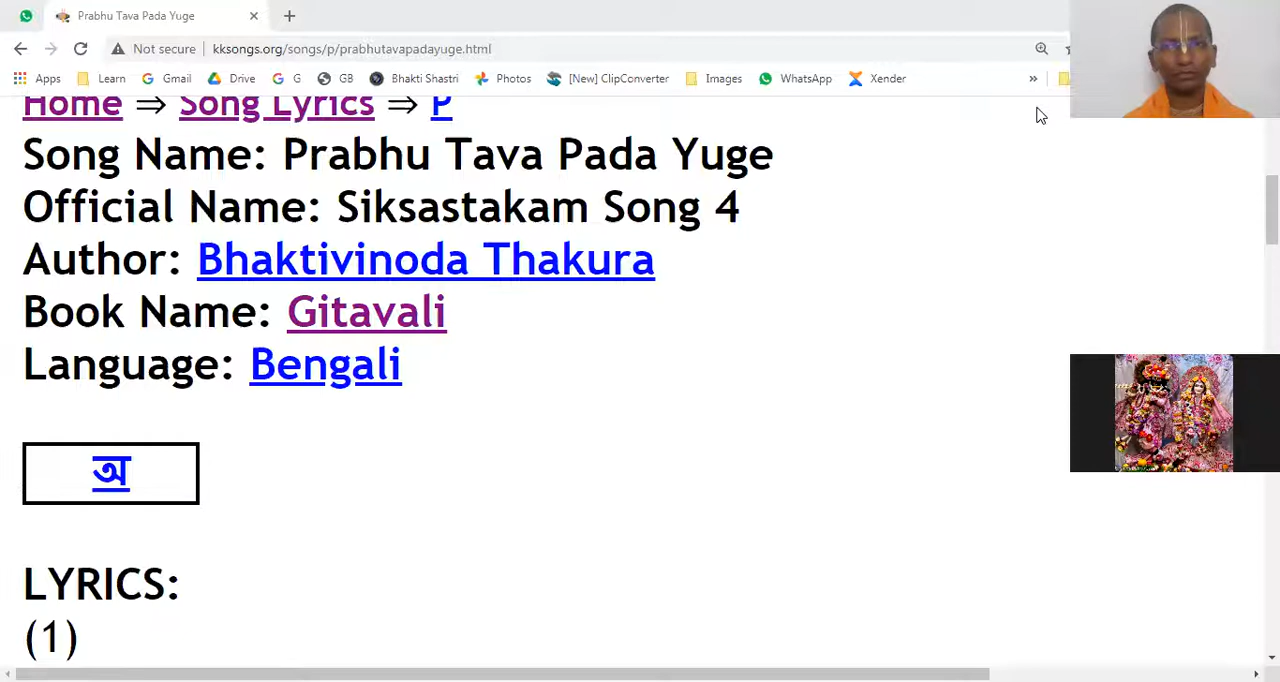 Prabhu Tava Pada Yuge
Not secure | kksongs.org/songs/p/prabhutavapadayuge.html
Apps Learn Gmail Drive G GB Bhakti Shastri Photos [New] ClipConverter Images WhatsApp Xender »
Home ⇒ Song Lyrics ⇒ P
Song Name: Prabhu Tava Pada Yuge
Official Name: Siksastakam Song 4
Author: Bhaktivinoda Thakura
Book Name: Gitavali
Language: Bengali
অ
LYRICS:
(1)